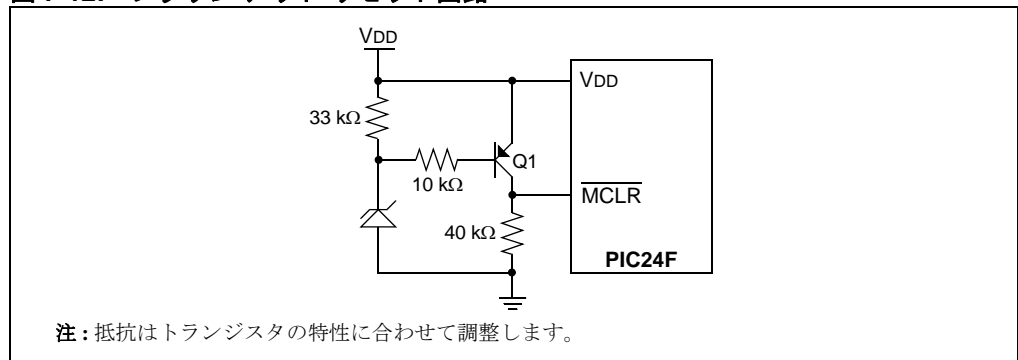 VDD
VDD
33 kΩ
Q1
10 kΩ
MCLR
40 kΩ
PIC24F
注 : 抵抗はトランジスタの特性に合わせて調整します。